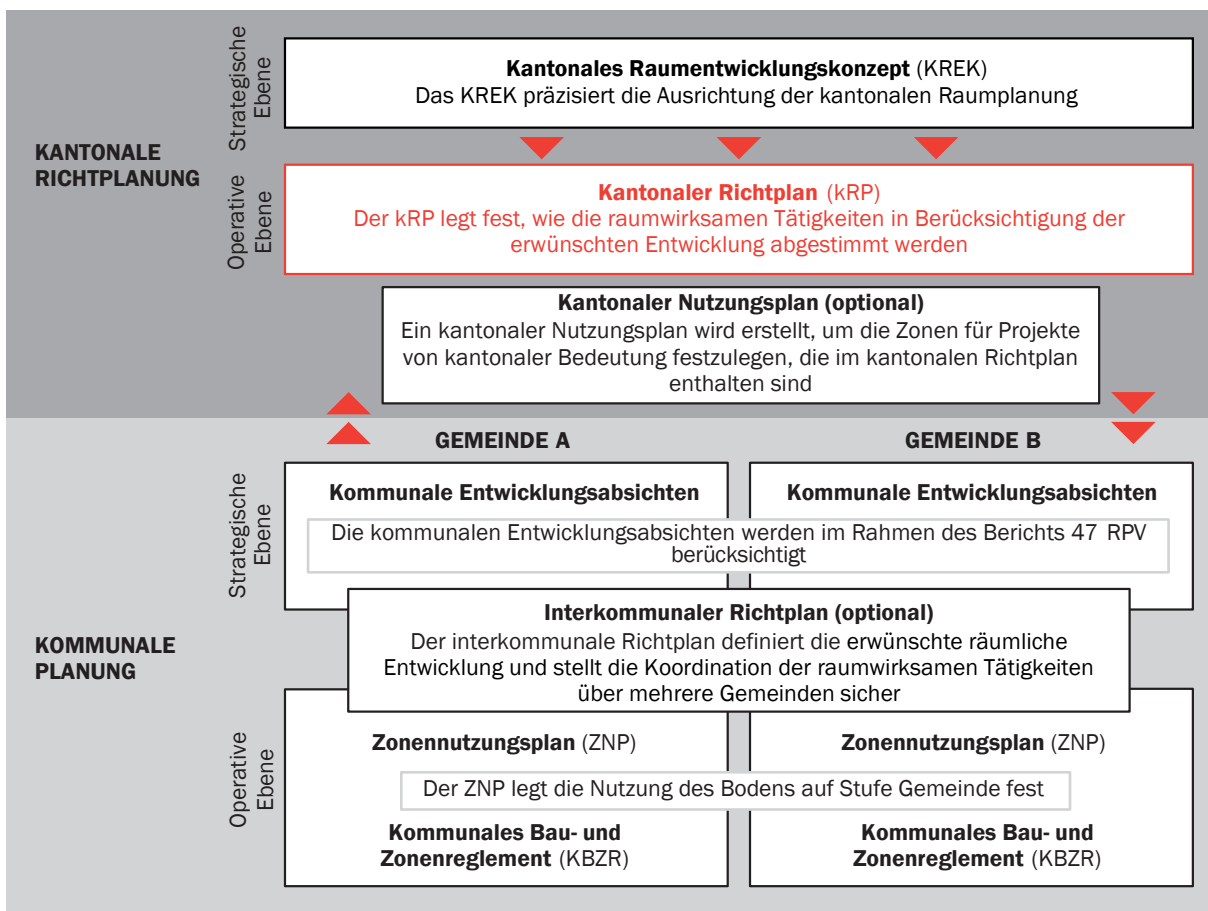 Strategische
Ebene
Kantonales Raumentwicklungskonzept (KREK)
Das KREK präzisiert die Ausrichtung der kantonalen Raumplanung
KANTONALE
RICHTPLANUNG
Operative
Ebene
Kantonaler Richtplan (kRP)
Der kRP legt fest, wie die raumwirksamen Tätigkeiten in Berücksichtigung der
erwünschten Entwicklung abgestimmt werden
Kantonaler Nutzungsplan (optional)
Ein kantonaler Nutzungsplan wird erstellt, um die Zonen für Projekte
von kantonaler Bedeutung festzulegen, die im kantonalen Richtplan
enthalten sind
GEMEINDE A
GEMEINDE B
Strategische
Ebene
Kommunale Entwicklungsabsichten
Kommunale Entwicklungsabsichten
Die kommunalen Entwicklungsabsichten werden im Rahmen des Berichts 47 RPV
berücksichtigt
KOMMUNALE
PLANUNG
Interkommunaler Richtplan (optional)
Der interkommunale Richtplan definiert die erwünschte räumliche
Entwicklung und stellt die Koordination der raumwirksamen Tätigkeiten
über mehrere Gemeinden sicher
Operative
Ebene
Zonennutzungsplan (ZNP)
Zonennutzungsplan (ZNP)
Der ZNP legt die Nutzung des Bodens auf Stufe Gemeinde fest
Kommunales Bau- und
Zonenreglement (KBZR)
Kommunales Bau- und
Zonenreglement (KBZR)